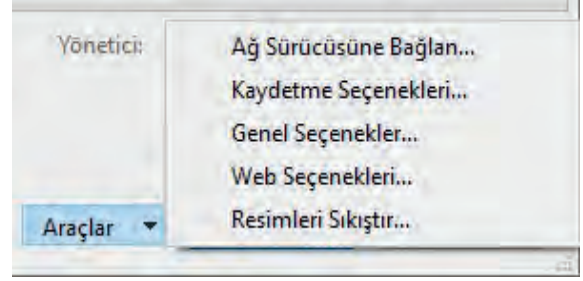 Yönetici:
Ağ Sürücüsüne Bağlan...
Kaydetme Seçenekleri...
Genel Seçenekler...
Web Seçenekleri...
Resimleri Sıkıştır...
Araçlar